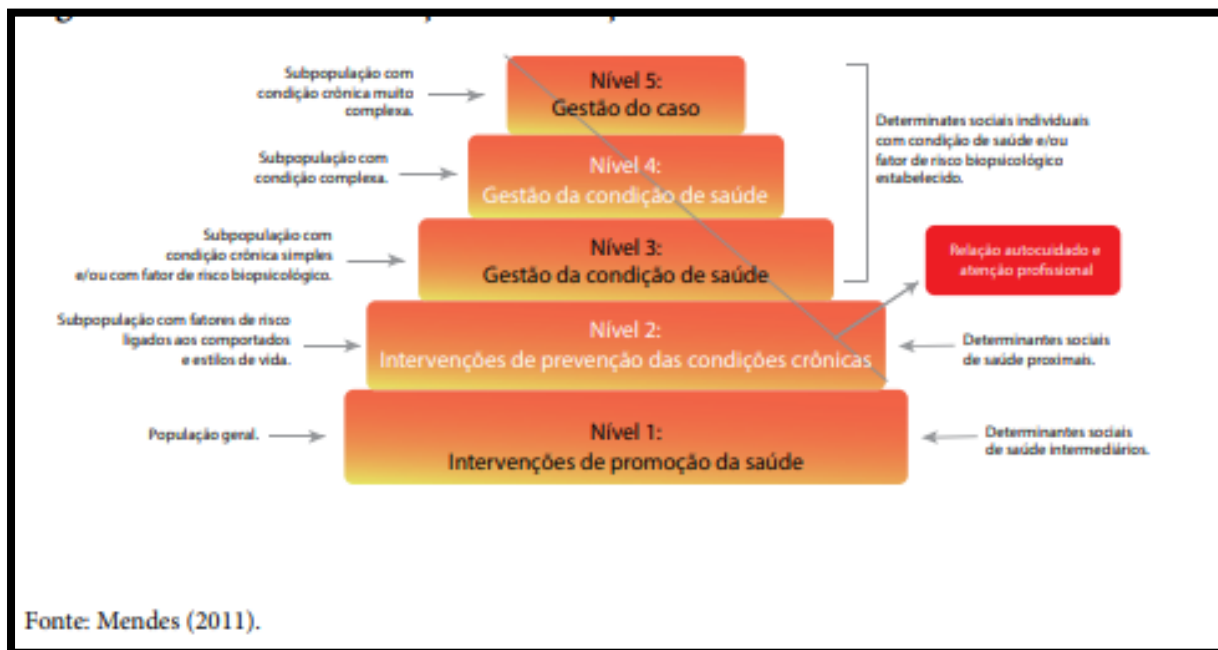 Subpopulação com
condição crônica muito
complexa.
Nível 5:
Gestão do caso
Determinates sociais individuais
com condição de saúde e/ou
fator de risco biopsicológico
estabelecido.
Subpopulação com
condição complexa.
Nível 4:
Gestão da condição de saúde
Subpopulação com
condição crônica simples
e/ou com fator de risco biopsicológico.
Nível 3:
Gestão da condição de saúde
Relação autocuidado e
atenção profissional
Subpopulação com fatores de risco
ligados aos comportados
e estilos de vida.
Nível 2:
Intervenções de prevenção das condições crônicas
Determinantes sociais
de saúde proximais.
População geral.
Nível 1:
Intervenções de promoção da saúde
Determinantes sociais
de saúde intermediários.
Fonte: Mendes (2011).